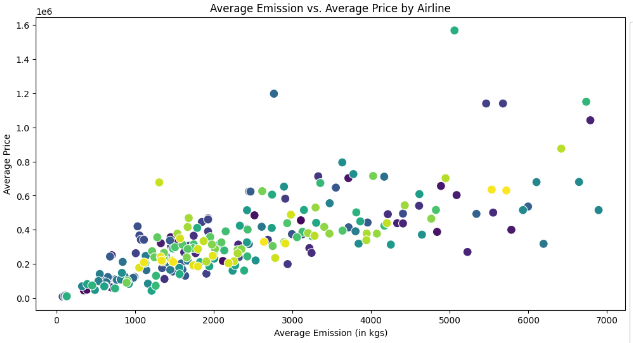 Average Emission vs. Average Price by Airline
1e6
1.6
1.4
1.2
1.0
0.8
0.6
0.4
0.2
0.0
Average Price
0 1000 2000 3000 4000 5000 6000 7000
Average Emission (in kgs)